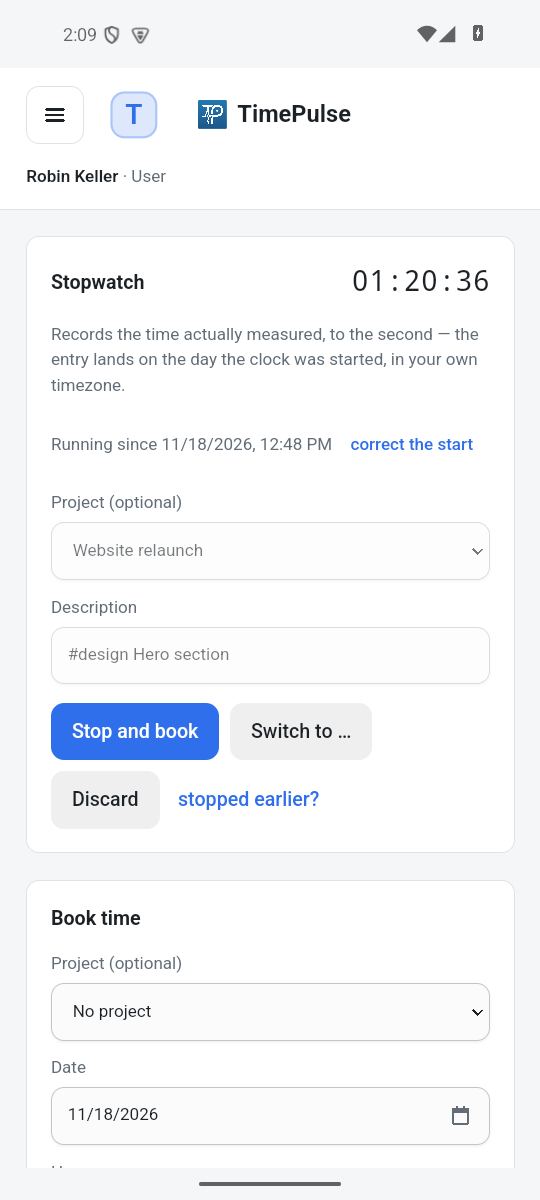 2:09
T
TimePulse
Robin Keller · User
Stopwatch
01:20:36
Records the time actually measured, to the second — the
entry lands on the day the clock was started, in your own
timezone.
Running since 11/18/2026, 12:48 PM
correct the start
Project (optional)
Website relaunch
Description
#design Hero section
Stop and book
Switch to ...
Discard
stopped earlier?
Book time
Project (optional)
No project
Date
11/18/2026